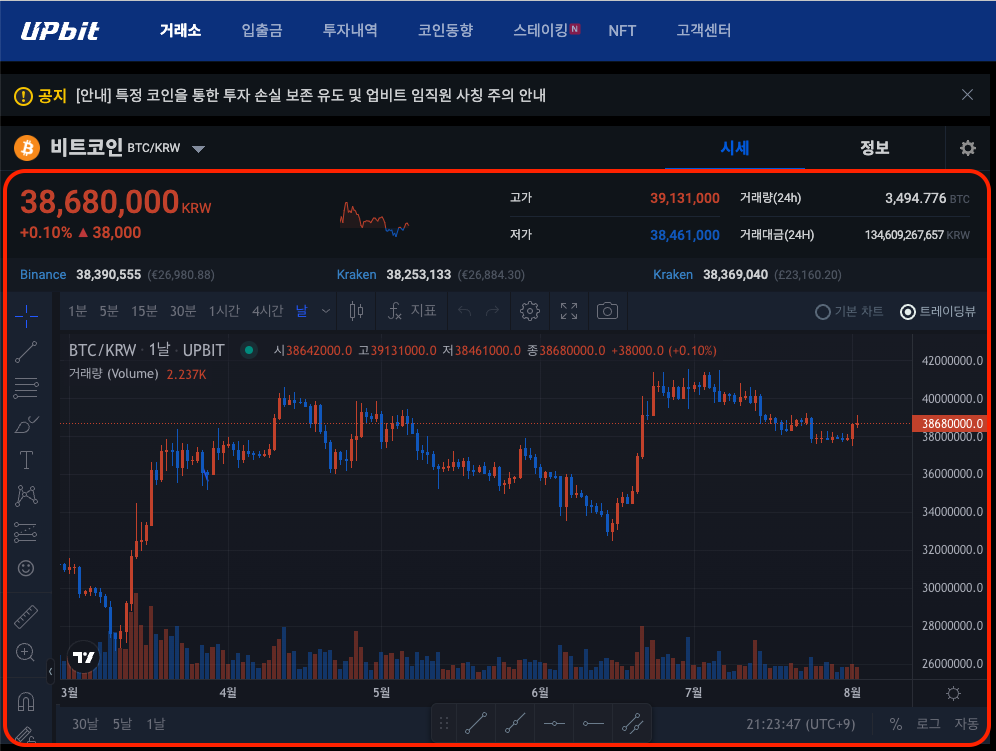 UPbit 거래소 입출금 투자내역 코인동향 스테이킹 N NFT 고객센터
공지 [안내] 특정 코인을 통한 투자 손실 보존 유도 및 업비트 임직원 사칭 주의 안내
비트코인 BTC/KRW 시세 정보
38,680,000 KRW 고가 39,131,000 거래량(24h) 3,494.776 BTC
+0.10% ▲ 38,000 저가 38,461,000 거래대금(24H) 134,609,267,657 KRW
Binance 38,390,555 (€26,980.88) Kraken 38,253,133 (€26,884.30) Kraken 38,369,040 (£23,160.20)
1분 5분 15분 30분 1시간 4시간 날 지표 기본 차트 트레이딩뷰
BTC/KRW · 1날 · UPBIT 시38642000.0 고39131000.0 저38461000.0 종38680000.0 +38000.0 (+0.10%)
거래량 (Volume) 2.237K
42000000.0
40000000.0
38680000.0
38000000.0
36000000.0
34000000.0
32000000.0
30000000.0
28000000.0
26000000.0
3월 4월 5월 6월 7월 8월
30날 5날 1날 21:23:47 (UTC+9) % 로그 자동